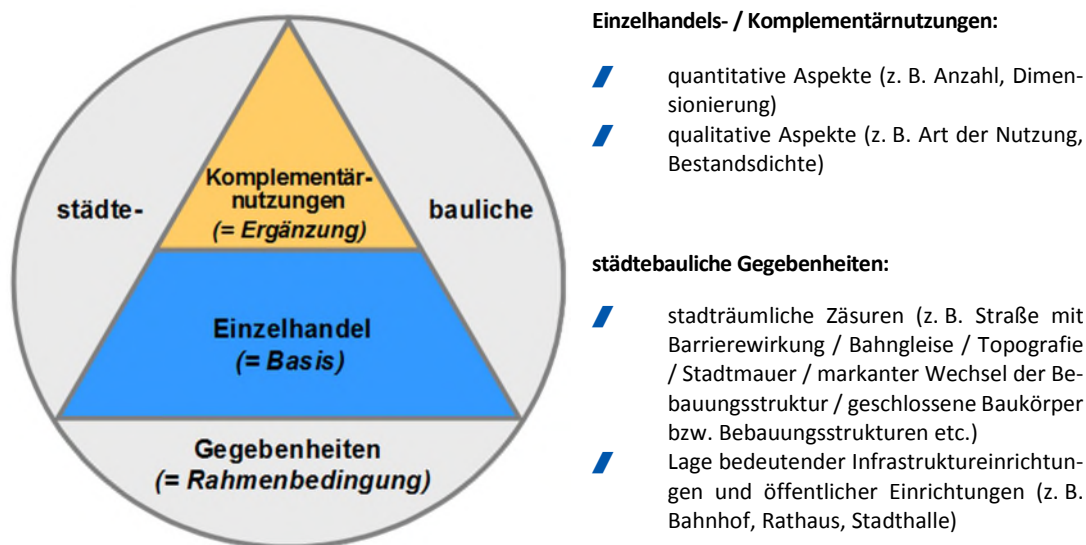 Komplementär-
nutzungen
(= Ergänzung)
städte-
bauliche
Einzelhandel
(= Basis)
Gegebenheiten
(= Rahmenbedingung)
Einzelhandels- / Komplementärnutzungen:
quantitative Aspekte (z. B. Anzahl, Dimen-
sionierung)
qualitative Aspekte (z. B. Art der Nutzung,
Bestandsdichte)
städtebauliche Gegebenheiten:
stadträumliche Zäsuren (z. B. Straße mit
Barrierewirkung / Bahngleise / Topografie
/ Stadtmauer / markanter Wechsel der Be-
bauungsstruktur / geschlossene Baukörper
bzw. Bebauungsstrukturen etc.)
Lage bedeutender Infrastruktureinrichtun-
gen und öffentlicher Einrichtungen (z. B.
Bahnhof, Rathaus, Stadthalle)